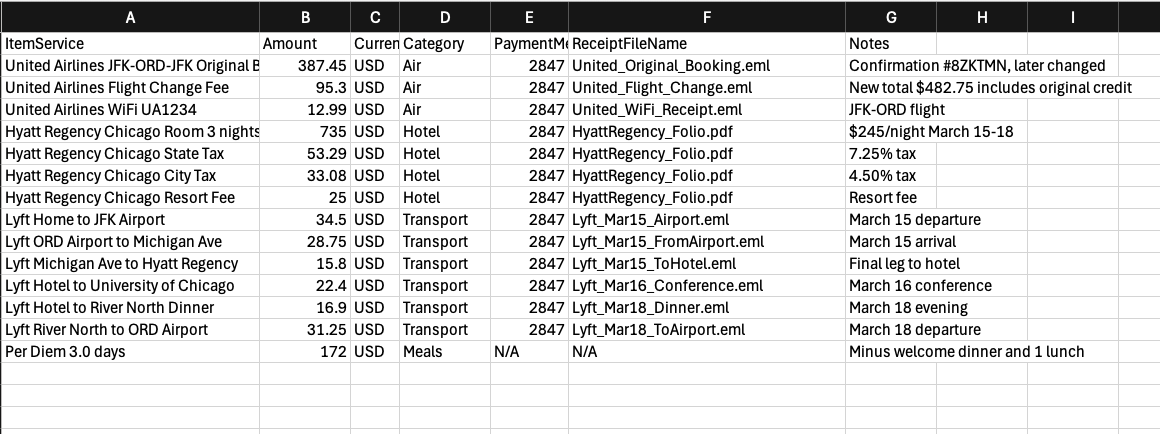 A B C D E F G H I
ItemService Amount Curren Category PaymentMe ReceiptFileName Notes
United Airlines JFK-ORD-JFK Original B 387.45 USD Air 2847 United_Original_Booking.eml Confirmation #8ZKTMN, later changed
United Airlines Flight Change Fee 95.3 USD Air 2847 United_Flight_Change.eml New total $482.75 includes original credit
United Airlines WiFi UA1234 12.99 USD Air 2847 United_WiFi_Receipt.eml JFK-ORD flight
Hyatt Regency Chicago Room 3 nights 735 USD Hotel 2847 HyattRegency_Folio.pdf $245/night March 15-18
Hyatt Regency Chicago State Tax 53.29 USD Hotel 2847 HyattRegency_Folio.pdf 7.25% tax
Hyatt Regency Chicago City Tax 33.08 USD Hotel 2847 HyattRegency_Folio.pdf 4.50% tax
Hyatt Regency Chicago Resort Fee 25 USD Hotel 2847 HyattRegency_Folio.pdf Resort fee
Lyft Home to JFK Airport 34.5 USD Transport 2847 Lyft_Mar15_Airport.eml March 15 departure
Lyft ORD Airport to Michigan Ave 28.75 USD Transport 2847 Lyft_Mar15_FromAirport.eml March 15 arrival
Lyft Michigan Ave to Hyatt Regency 15.8 USD Transport 2847 Lyft_Mar15_ToHotel.eml Final leg to hotel
Lyft Hotel to University of Chicago 22.4 USD Transport 2847 Lyft_Mar16_Conference.eml March 16 conference
Lyft Hotel to River North Dinner 16.9 USD Transport 2847 Lyft_Mar18_Dinner.eml March 18 evening
Lyft River North to ORD Airport 31.25 USD Transport 2847 Lyft_Mar18_ToAirport.eml March 18 departure
Per Diem 3.0 days 172 USD Meals N/A N/A Minus welcome dinner and 1 lunch